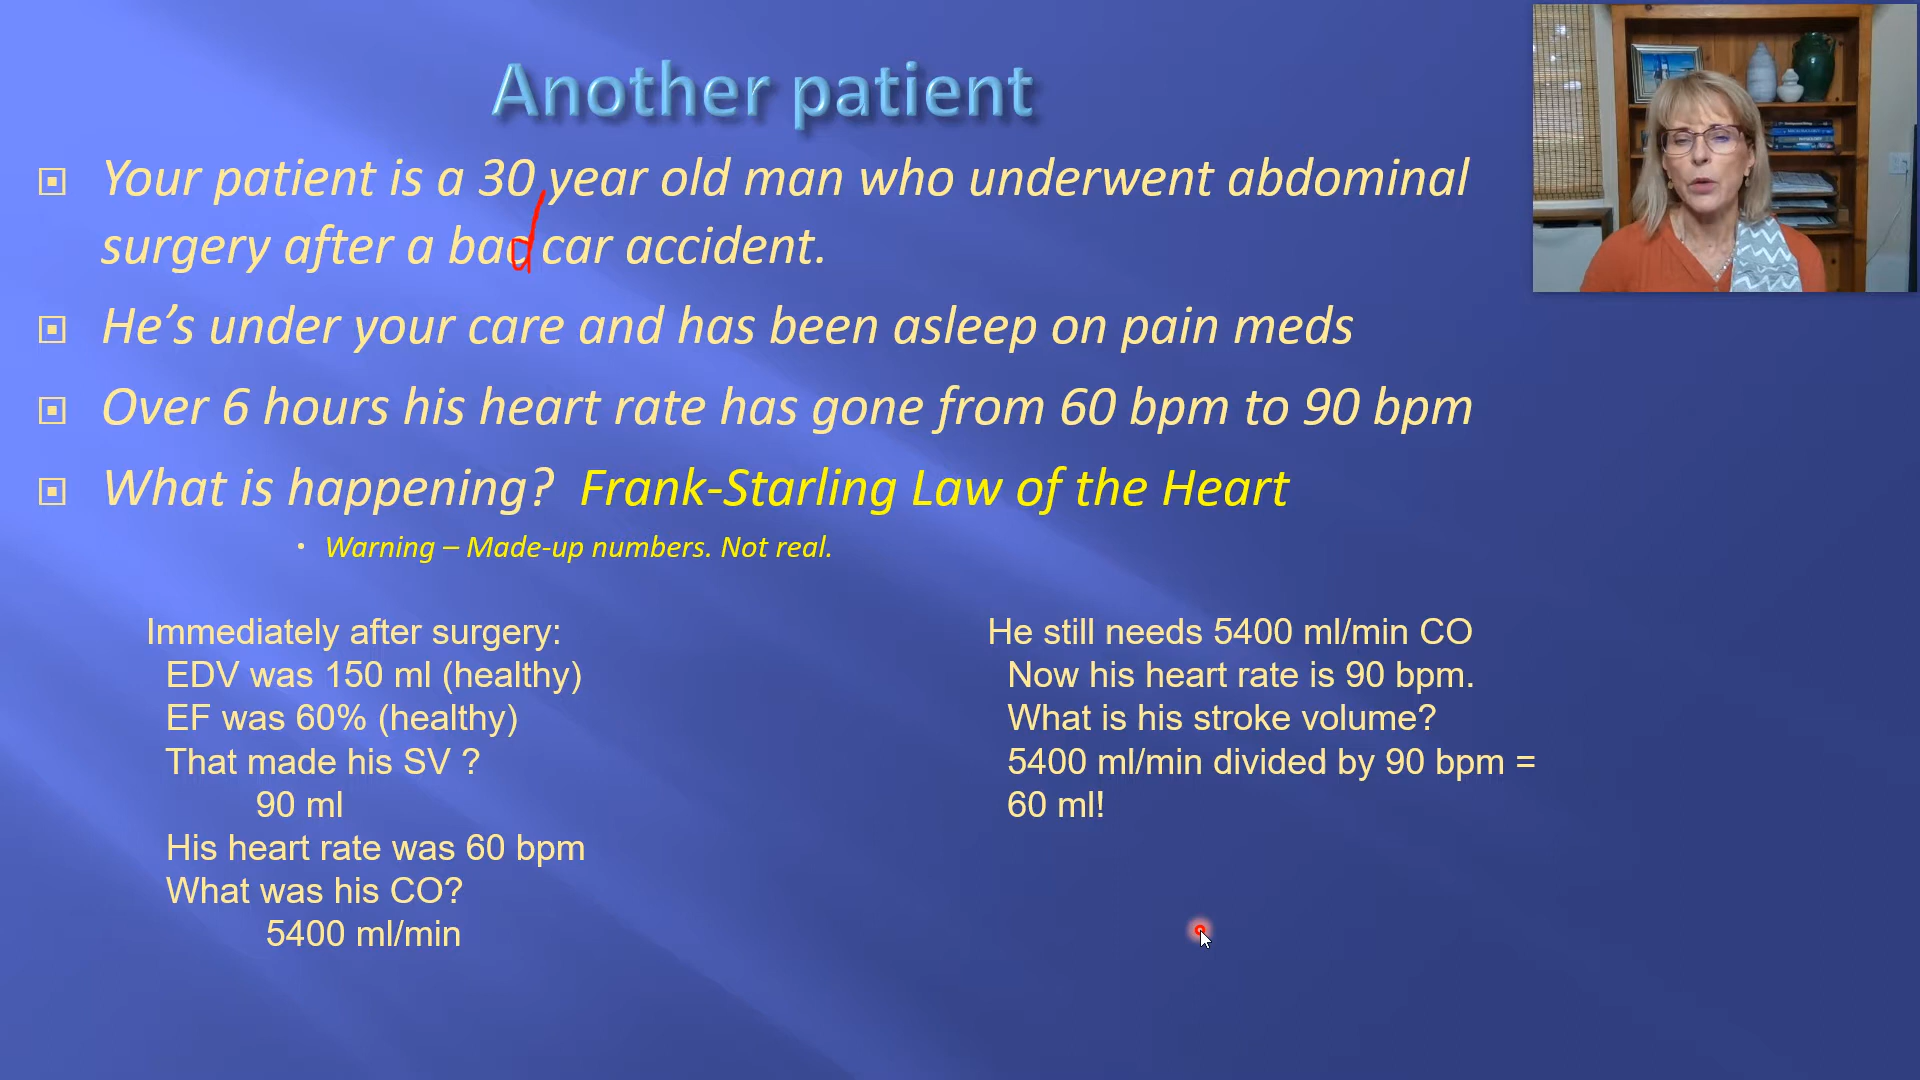 Another patient
Your patient is a 30 year old man who underwent abdominal
surgery after a bad car accident.
He’s under your care and has been asleep on pain meds
Over 6 hours his heart rate has gone from 60 bpm to 90 bpm
What is happening? Frank-Starling Law of the Heart
• Warning – Made-up numbers. Not real.
Immediately after surgery:
EDV was 150 ml (healthy)
EF was 60% (healthy)
That made his SV ?
90 ml
His heart rate was 60 bpm
What was his CO?
5400 ml/min
He still needs 5400 ml/min CO
Now his heart rate is 90 bpm.
What is his stroke volume?
5400 ml/min divided by 90 bpm =
60 ml!